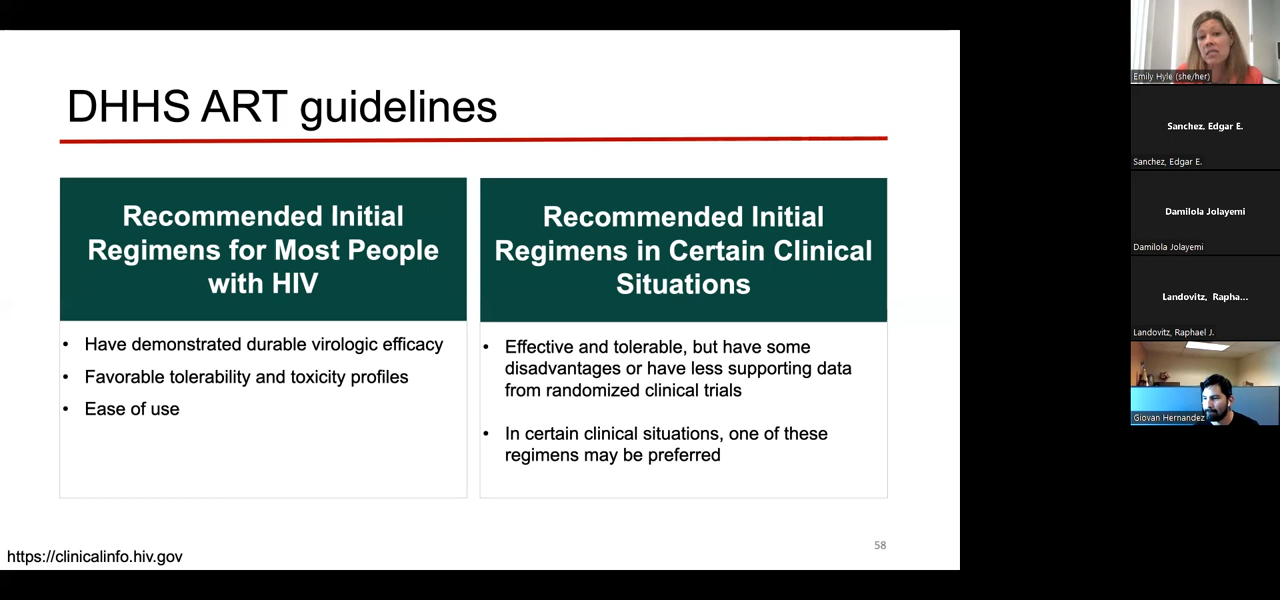 DHHS ART guidelines
Recommended Initial
Regimens for Most People
with HIV
• Have demonstrated durable virologic efficacy
• Favorable tolerability and toxicity profiles
• Ease of use
Recommended Initial
Regimens in Certain Clinical
Situations
• Effective and tolerable, but have some
disadvantages or have less supporting data
from randomized clinical trials
• In certain clinical situations, one of these
regimens may be preferred
https://clinicalinfo.hiv.gov
58
Emily Hyle (she/her)
Sanchez, Edgar E.
Sanchez, Edgar E.
Damilola Jolayemi
Damilola Jolayemi
Landovitz, Rapha...
Landovitz, Raphael J.
Giovan Hernandez